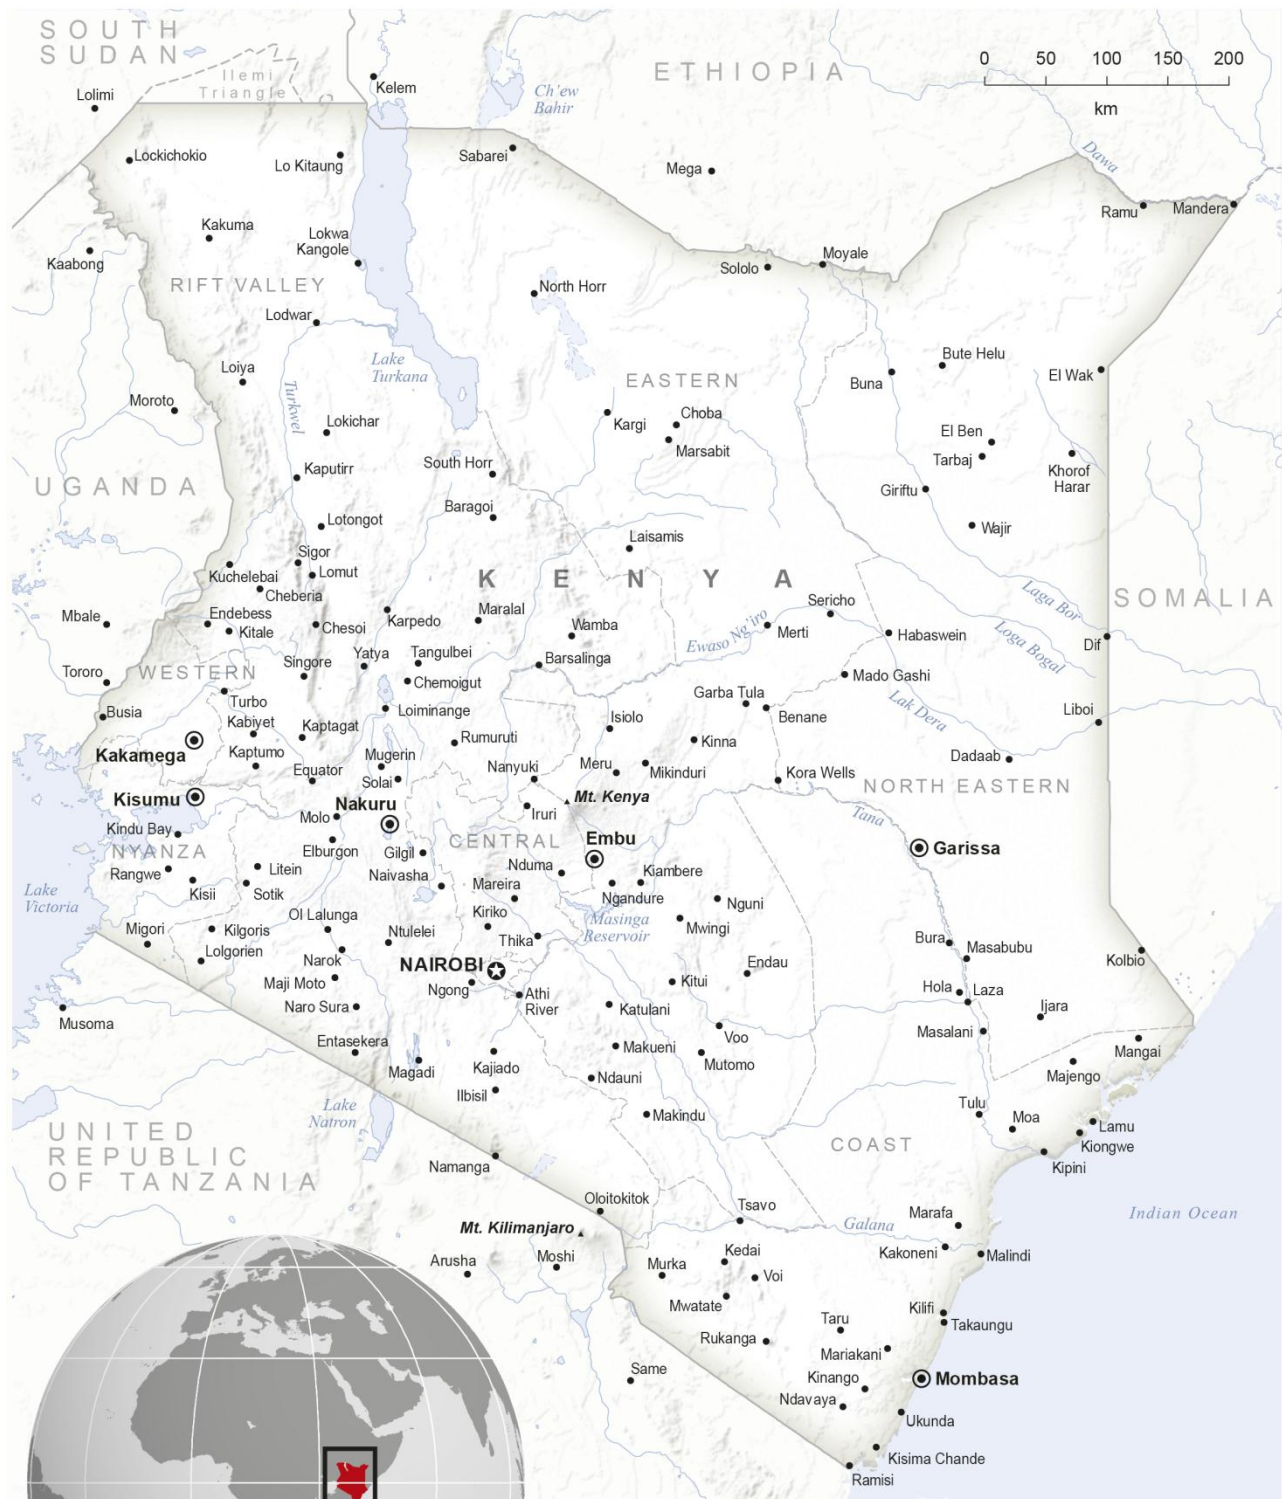 SOUTH
SUDAN
Ilemi
Triangle
Kelem
Ch'ew
Bahir
ETHIOPIA
0 50 100 150 200
km
Lolimi
Lockichokio
Lo Kitaung
Sabarei
Mega
Dawa
Ramu
Mandera
Kakuma
Lokwa
Kangole
Kaabong
Sololo
Moyale
RIFT VALLEY
North Horr
Lodwar
Lake
Turkana
Loiya
Turkwel
Moroto
EASTERN
Buna
Bute Helu
El Wak
Lokichar
Kargi
Choba
Marsabit
El Ben
Tarbaj
Khorof
Harar
UGANDA
Kaputirr
South Horr
Giriftu
Baragoi
Lotongot
Wajir
Laisamis
Sigor
Kuchelebai
Lomut
KENYA
Cheberia
SOMALIA
Laga Bor
Mbale
Endebess
Kitale
Chesoi
Karpedo
Maralal
Wamba
Ewaso Ng'iro
Merti
Sericho
Habaswein
Loga Bogal
Dif
Tororo
WESTERN
Singore
Yatya
Tangulbei
Chemoigut
Barsalinga
Mado Gashi
Lak Dera
Busia
Turbo
Kabiyet
Kaptagat
Loiminange
Garba Tula
Benane
Liboi
Isiolo
Kakamega
Kaptumo
Rumuruti
Kinna
Dadaab
Equator
Mugerin
Solai
Nanyuki
Meru
Mikinduri
Kora Wells
NORTH EASTERN
Kisumu
Nakuru
Mt. Kenya
Iruri
Tana
Kindu Bay
Molo
NYANZA
Elburgon
Gilgil
CENTRAL
Embu
Garissa
Rangwe
Kisii
Litein
Sotik
Naivasha
Nduma
Mareira
Ngandure
Kiambere
Lake
Victoria
Masinga
Reservoir
Nguni
Mwingi
Migori
Kilgoris
Lolgorien
Ol Lalunga
Ntulelei
Kiriko
Thika
Bura
Masabubu
Kolbio
Narok
NAIROBI
Maji Moto
Ngong
Kitui
Endau
Musoma
Naro Sura
Athi
River
Katulani
Hola
Laza
Ijara
Voo
Masalani
Entasekera
Magadi
Kajiado
Makueni
Mutomo
Mangai
Majengo
Ilbisil
Ndauni
Lake
Natron
Makindu
Tulu
Moa
Lamu
Kiongwe
UNITED
REPUBLIC
OF TANZANIA
COAST
Kipini
Namanga
Oloitokitok
Tsavo
Galana
Marafa
Indian Ocean
Mt. Kilimanjaro
Kakoneni
Malindi
Arusha
Moshi
Murka
Kedai
Voi
Mwatate
Kilifi
Takaungu
Taru
Rukanga
Mariakani
Same
Kinango
Mombasa
Ndavaya
Ukunda
Kisima Chande
Ramisi